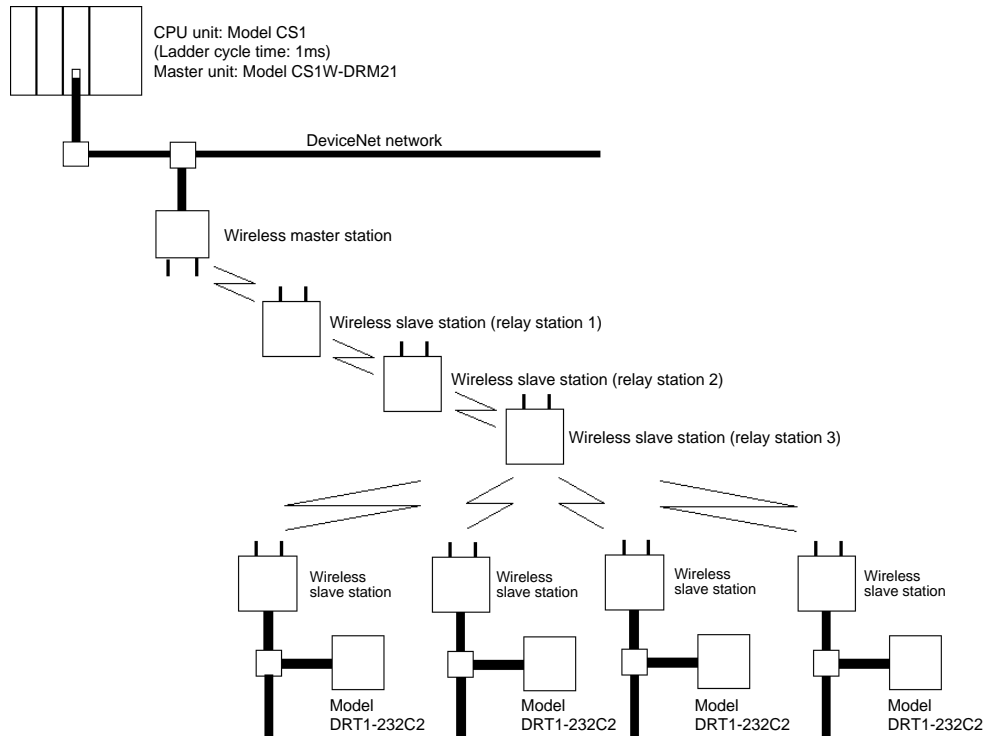 CPU unit: Model CS1
(Ladder cycle time: 1ms)
Master unit: Model CS1W-DRM21
DeviceNet network
Wireless master station
Wireless slave station (relay station 1)
Wireless slave station (relay station 2)
Wireless slave station (relay station 3)
Wireless
slave station
Wireless
slave station
Wireless
slave station
Wireless
slave station
Model
DRT1-232C2
Model
DRT1-232C2
Model
DRT1-232C2
Model
DRT1-232C2